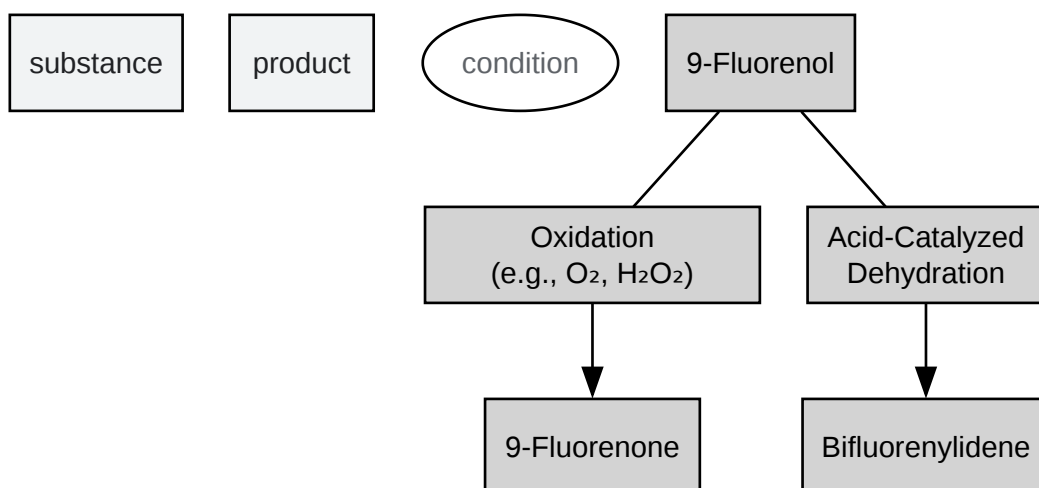 substance
product
condition
9-Fluorenol
Oxidation
(e.g., O₂, H₂O₂)
Acid-Catalyzed
Dehydration
9-Fluorenone
Bifluorenylidene